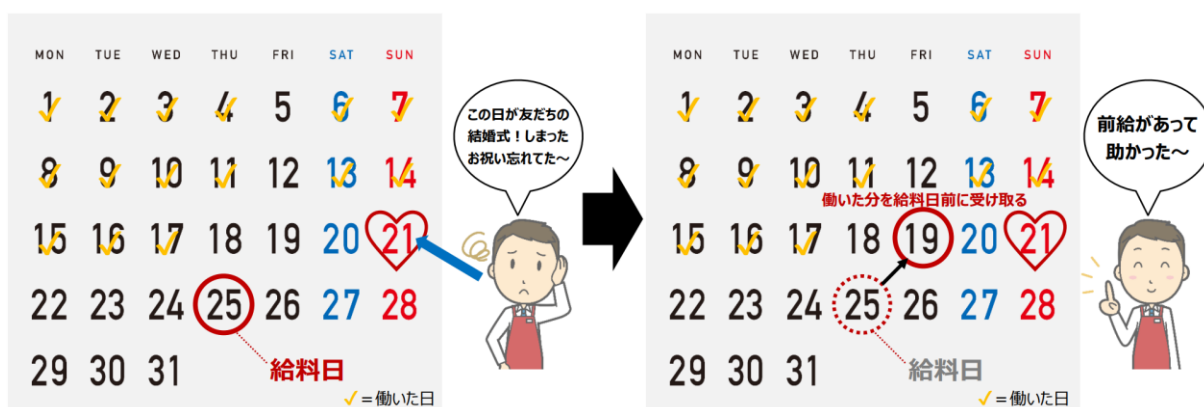 MON TUE WED THU FRI SAT SUN
1 2 3 4 5 6 7
8 9 10 11 12 13 14
15 16 17 18 19 20 21
22 23 24 25 26 27 28
29 30 31
給料日
✓=働いた日
この日が友だちの
結婚式！しまった
お祝い忘れてた～
MON TUE WED THU FRI SAT SUN
1 2 3 4 5 6 7
8 9 10 11 12 13 14
働いた分を給料日前に受け取る
15 16 17 18 19 20 21
22 23 24 25 26 27 28
29 30 31
給料日
✓=働いた日
前給があって
助かった～